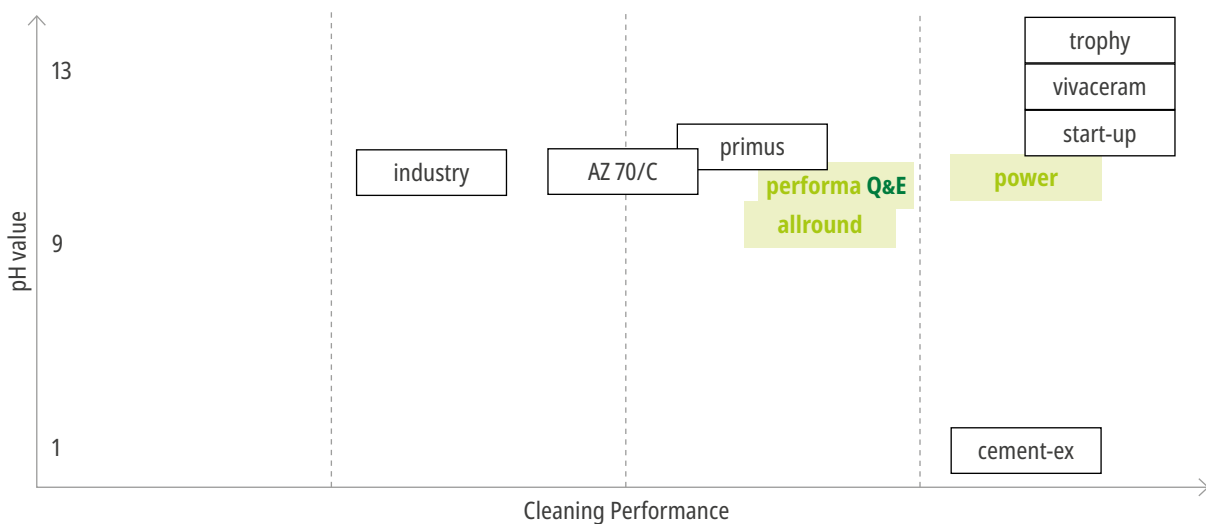 trophy
13
vivaceram
start-up
primus
industry
AZ 70/C
performa Q&E
power
allround
9
pH value
1
cement-ex
Cleaning Performance